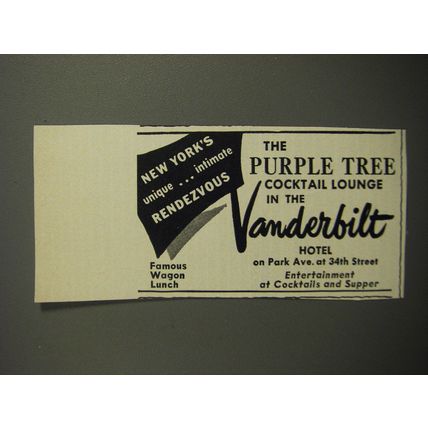 NEW YORK'S
unique ... intimate
RENDEZVOUS
Famous
Wagon
Lunch
THE
PURPLE TREE
COCKTAIL LOUNGE
IN THE
Vanderbilt
HOTEL
on Park Ave. at 34th Street
Entertainment
at Cocktails and Supper